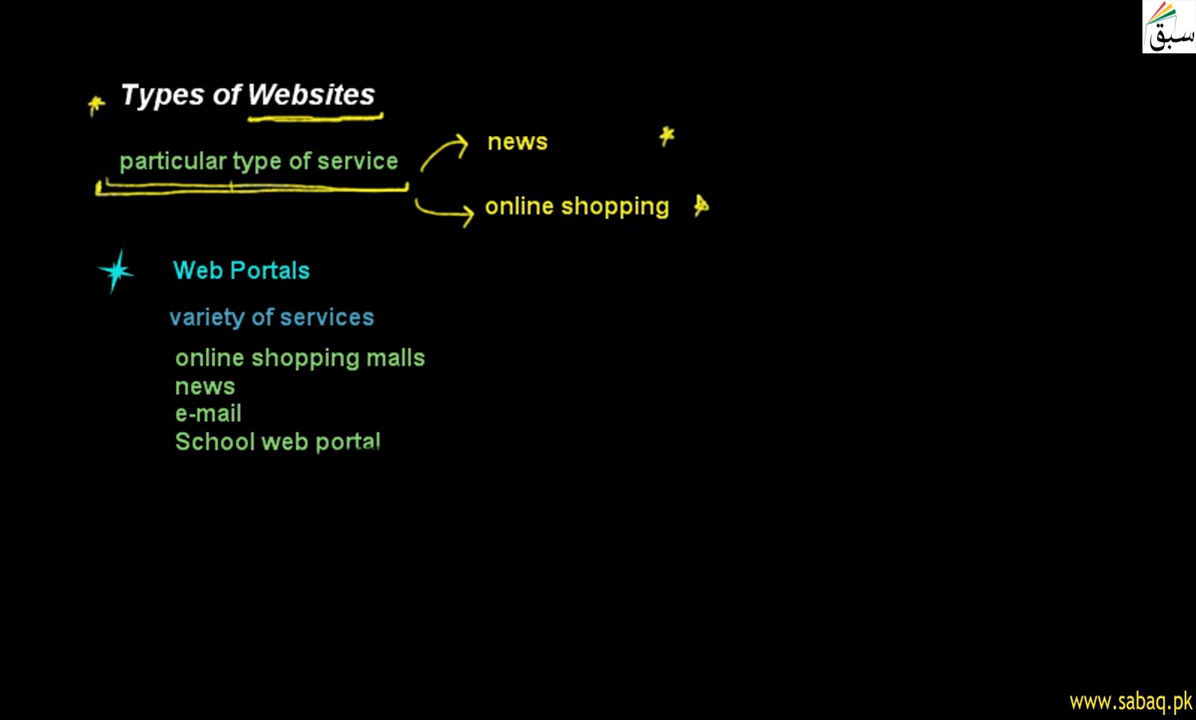 سبق
Types of Websites
particular type of service
news
online shopping
Web Portals
variety of services
online shopping malls
news
e-mail
School web portal
www.sabaq.pk